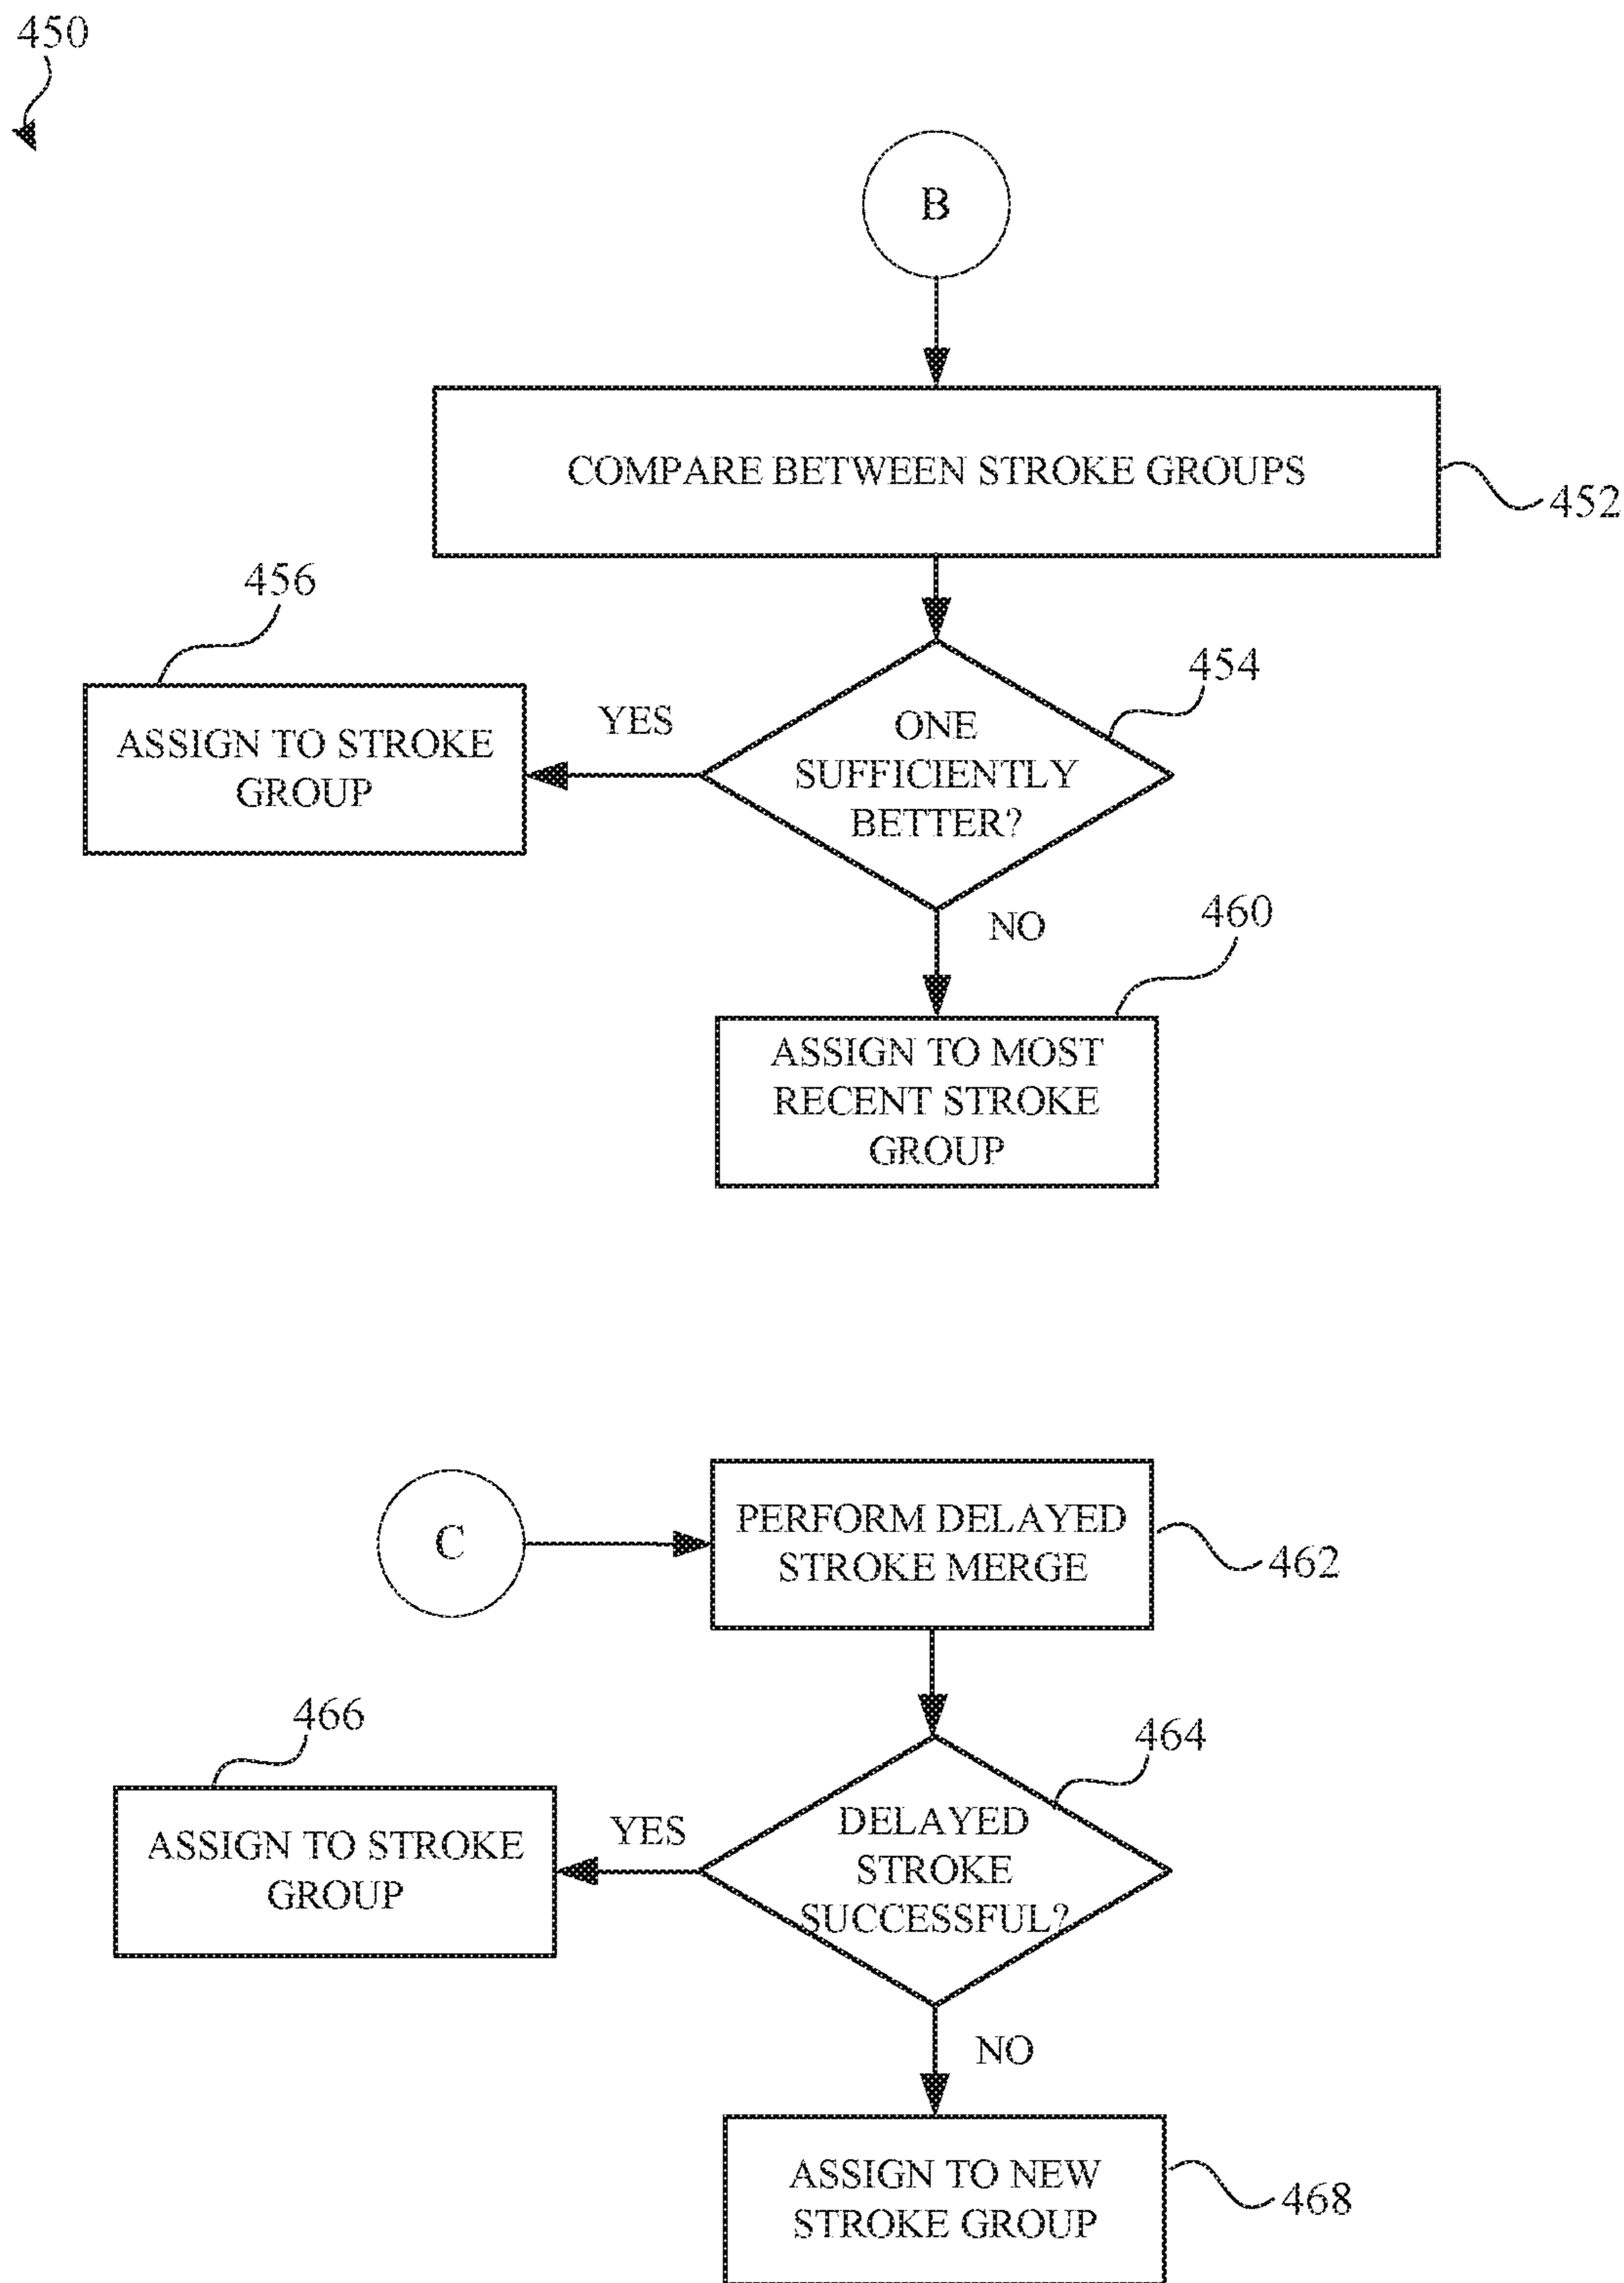 450
B
COMPARE BETWEEN STROKE GROUPS
452
456
454
ASSIGN TO STROKE
GROUP
YES
ONE
SUFFICIENTLY
BETTER?
NO
460
ASSIGN TO MOST
RECENT STROKE
GROUP
C
PERFORM DELAYED
STROKE MERGE
462
466
464
ASSIGN TO STROKE
GROUP
YES
DELAYED
STROKE
SUCCESSFUL?
NO
ASSIGN TO NEW
STROKE GROUP
468